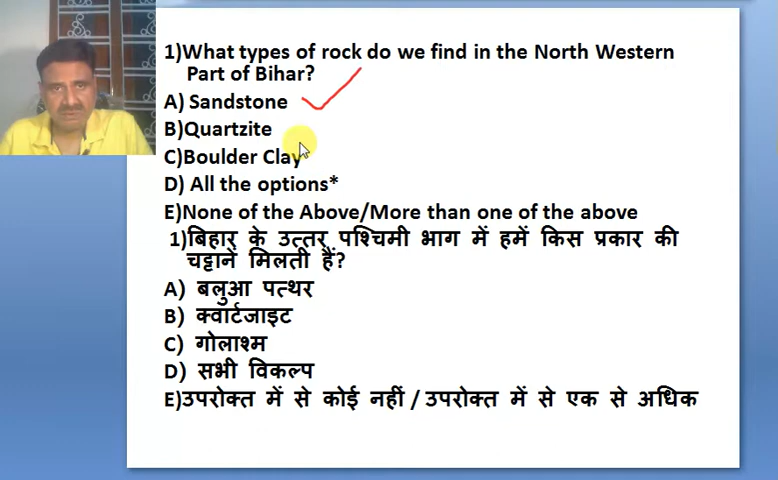 1)What types of rock do we find in the North Western
Part of Bihar?
A) Sandstone
B)Quartzite
C)Boulder Clay
D) All the options*
E)None of the Above/More than one of the above
1)बिहार के उत्तर पश्चिमी भाग में हमें किस प्रकार की
चट्टानें मिलती हैं?
A) बलुआ पत्थर
B) क्वार्टजाइट
C) गोलाश्म
D) सभी विकल्प
E)उपरोक्त में से कोई नहीं / उपरोक्त में से एक से अधिक